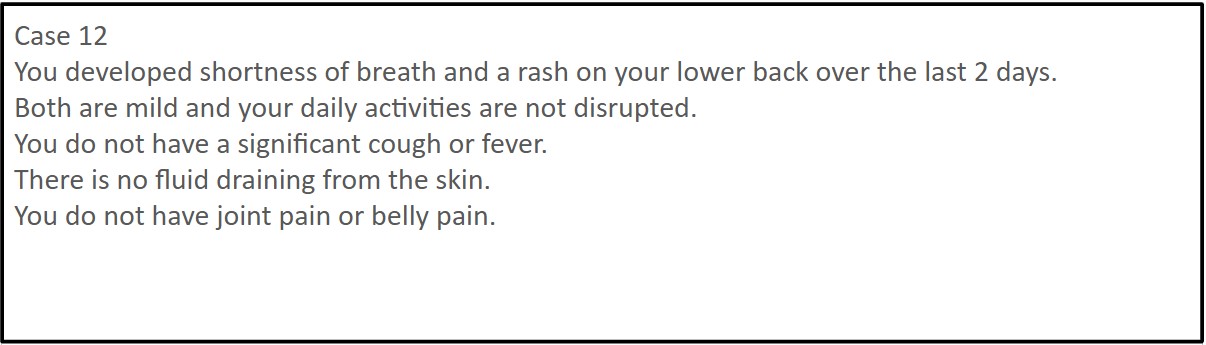 Case 12
You developed shortness of breath and a rash on your lower back over the last 2 days.
Both are mild and your daily activities are not disrupted.
You do not have a significant cough or fever.
There is no fluid draining from the skin.
You do not have joint pain or belly pain.